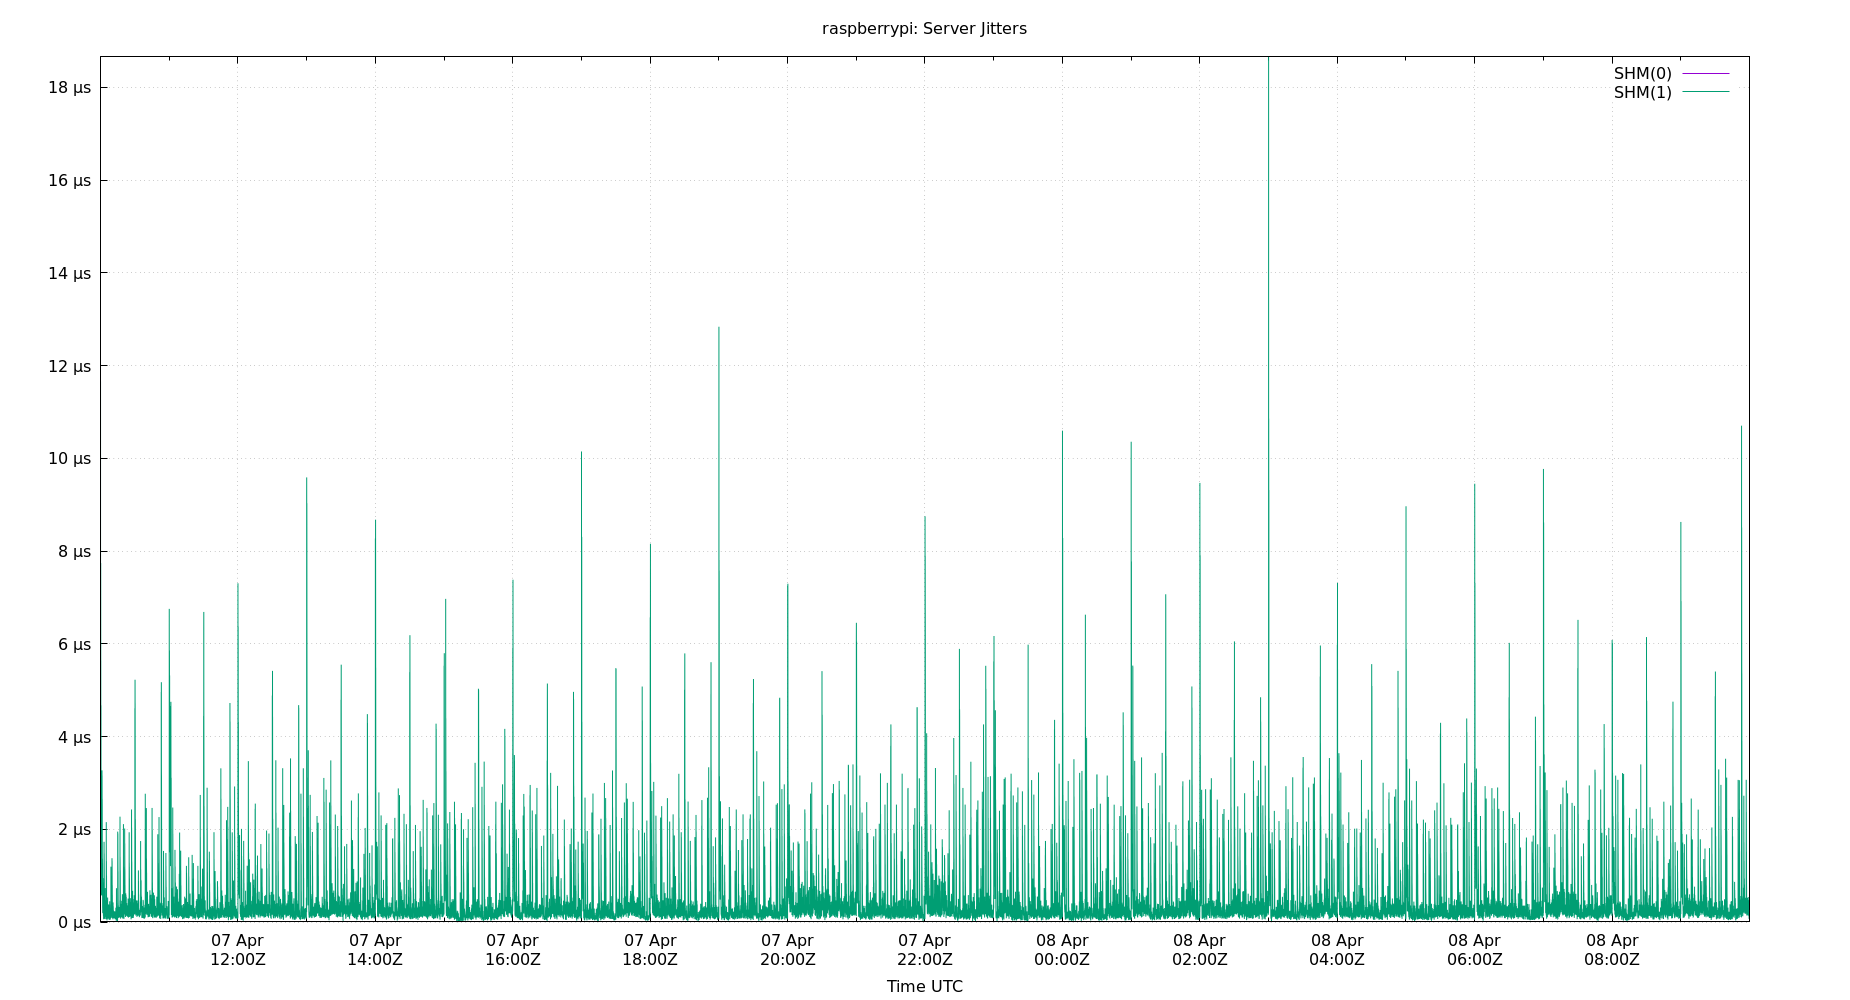 raspberrypi: Server Jitters
SHM(0)
SHM(1)
18 μs
16 μs
14 μs
12 μs
10 μs
8 μs
6 μs
4 μs
2 μs
0 μs
07 Apr 07 Apr 07 Apr 07 Apr 07 Apr 07 Apr 08 Apr 08 Apr 08 Apr 08 Apr 08 Apr
12:00Z 14:00Z 16:00Z 18:00Z 20:00Z 22:00Z 00:00Z 02:00Z 04:00Z 06:00Z 08:00Z
Time UTC